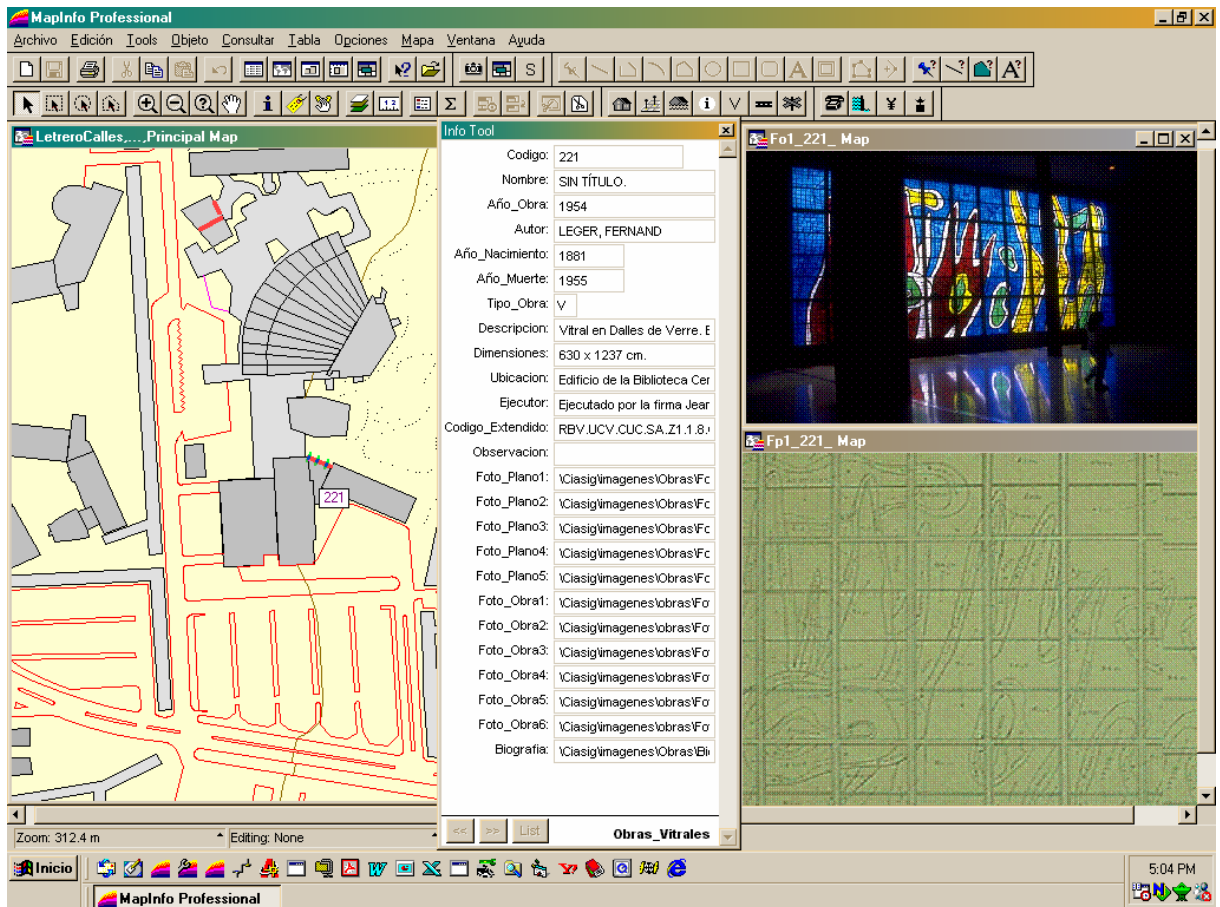 MapInfo Professional
Archivo Edición Tools Objeto Consultar Tabla Opciones Mapa Ventana Ayuda
S A A?
1.2 i Σ i V ¥
LetreroCalles,...,Principal Map
221
Info Tool
Codigo: 221
Nombre: SIN TÍTULO.
Año_Obra: 1954
Autor: LEGER, FERNAND
Año_Nacimiento: 1881
Año_Muerte: 1955
Tipo_Obra: V
Descripcion: Vitral en Dalles de Verre. E
Dimensiones: 630 x 1237 cm.
Ubicacion: Edificio de la Biblioteca Cer
Ejecutor: Ejecutado por la firma Jear
Codigo_Extendido: RBV.UCV.CUC.SA.Z1.1.8.
Observacion:
Foto_Plano1: \Ciasig\imagenes\Obras\Fc
Foto_Plano2: \Ciasig\imagenes\Obras\Fc
Foto_Plano3: \Ciasig\imagenes\Obras\Fc
Foto_Plano4: \Ciasig\imagenes\Obras\Fc
Foto_Plano5: \Ciasig\imagenes\Obras\Fc
Foto_Obra1: \Ciasig\imagenes\obras\Fo
Foto_Obra2: \Ciasig\imagenes\obras\Fo
Foto_Obra3: \Ciasig\imagenes\obras\Fo
Foto_Obra4: \Ciasig\imagenes\obras\Fo
Foto_Obra5: \Ciasig\imagenes\obras\Fo
Foto_Obra6: \Ciasig\imagenes\obras\Fo
Biografia: \Ciasig\imagenes\Obras\Bi
<< >> List Obras_Vitrales
Fo1_221_ Map
Fp1_221_ Map
Zoom: 312.4 m Editing: None
Inicio
5:04 PM
MapInfo Professional